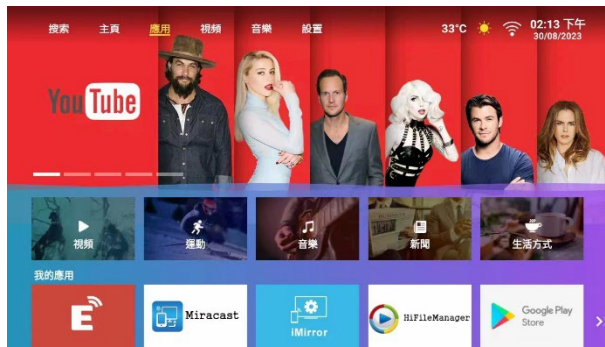 搜索 主頁 應用 視頻 音樂 設置 33°C 02:13 下午
30/08/2023
YouTube
視頻 運動 音樂 新聞 生活方式
我的應用
E Miracast iMirror HiFileManager Google Play
Store